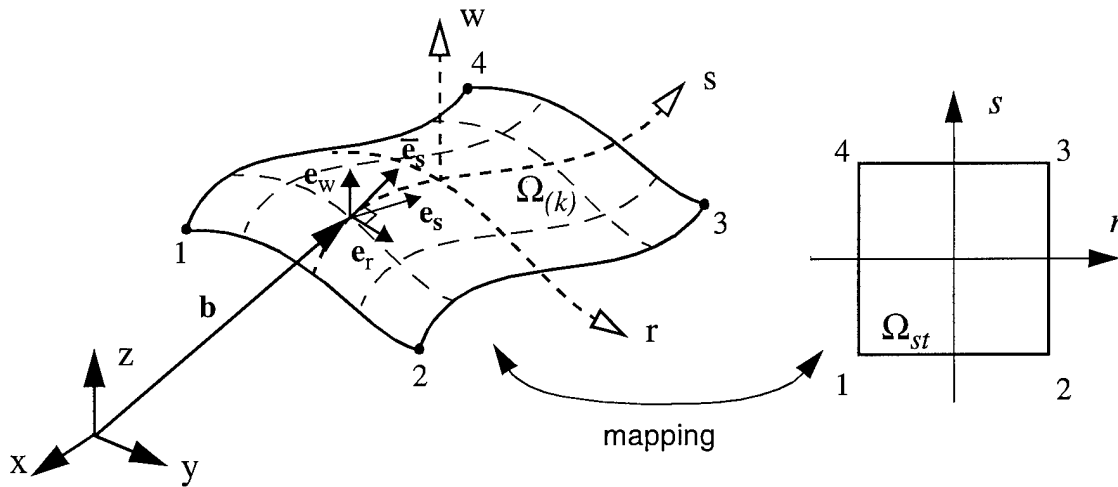 w
4
s
s
ē_s
e_w
4
3
Ω_(k)
e_s
3
1
r
e_r
b
Ω_st
r
z
2
1
2
mapping
x
y